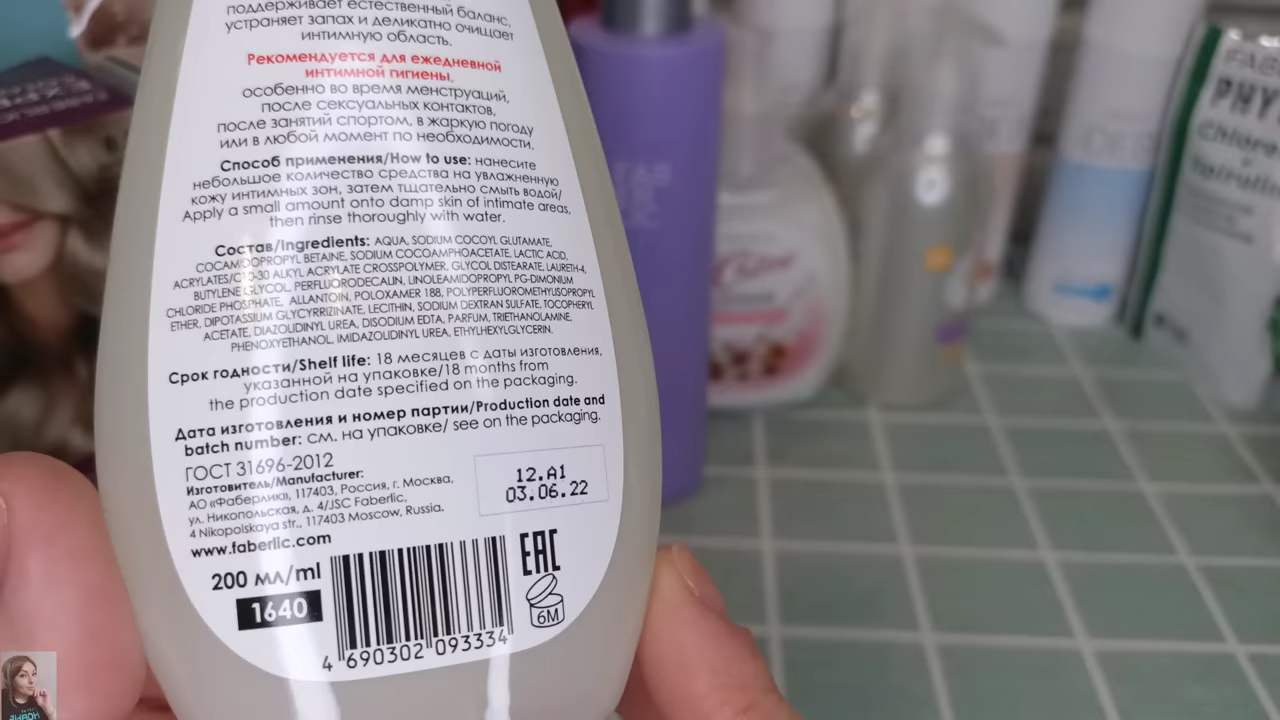 поддерживает естественный баланс,
устраняет запах и деликатно очищает
интимную область.
Рекомендуется для ежедневной
интимной гигиены,
особенно во время менструаций,
после сексуальных контактов,
после занятий спортом, в жаркую погоду
или в любой момент по необходимости.
Способ применения/How to use: нанесите
небольшое количество средства на увлажненную
кожу интимных зон, затем тщательно смыть водой/
Apply a small amount onto damp skin of intimate areas,
then rinse thoroughly with water.
Состав/Ingredients: AQUA, SODIUM COCOYL GLUTAMATE,
COCAMIDOPROPYL BETAINE, SODIUM COCOAMPHOACETATE, LACTIC ACID,
ACRYLATES/C10-30 ALKYL ACRYLATE CROSSPOLYMER, GLYCOL DISTEARATE, LAURETH-4,
BUTYLENE GLYCOL, PERFLUORODECALIN, LINOLEAMIDOPROPYL PG-DIMONIUM
CHLORIDE PHOSPHATE, ALLANTOIN, POLOXAMER 188, POLYPERFLUOROMETHYLISOPROPYL
ETHER, DIPOTASSIUM GLYCYRRIZINATE, LECITHIN, SODIUM DEXTRAN SULFATE, TOCOPHERYL
ACETATE, DIAZOLIDINYL UREA, DISODIUM EDTA, PARFUM, TRIETHANOLAMINE,
PHENOXYETHANOL, IMIDAZOLIDINYL UREA, ETHYLHEXYLGLYCERIN.
Срок годности/Shelf life: 18 месяцев с даты изготовления,
указанной на упаковке/18 months from
the production date specified on the packaging.
Дата изготовления и номер партии/Production date and
batch number: см. на упаковке/ see on the packaging.
ГОСТ 31696-2012
Изготовитель/Manufacturer:
АО «Фаберлик», 117403, Россия, г. Москва,
ул. Никопольская, д. 4/JSC Faberlic,
4 Nikopolskaya str., 117403 Moscow, Russia.
www.faberlic.com
12.A1
03.06.22
200 мл/ml
1640
EAC
6M
4 690302 093334
PHY